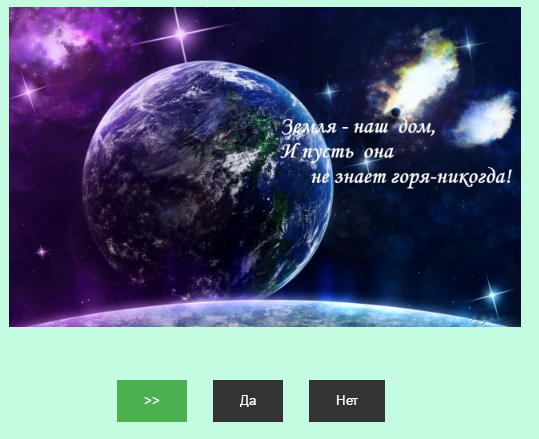 Земля - наш дом,
И пусть она
не знает горя-никогда!
>>
Да
Нет